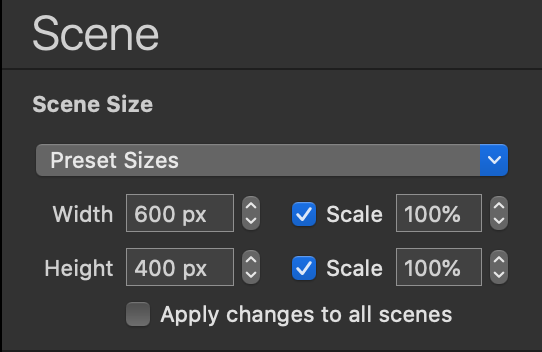 Scene
Scene Size
Preset Sizes
Width 600 px Scale 100%
Height 400 px Scale 100%
Apply changes to all scenes